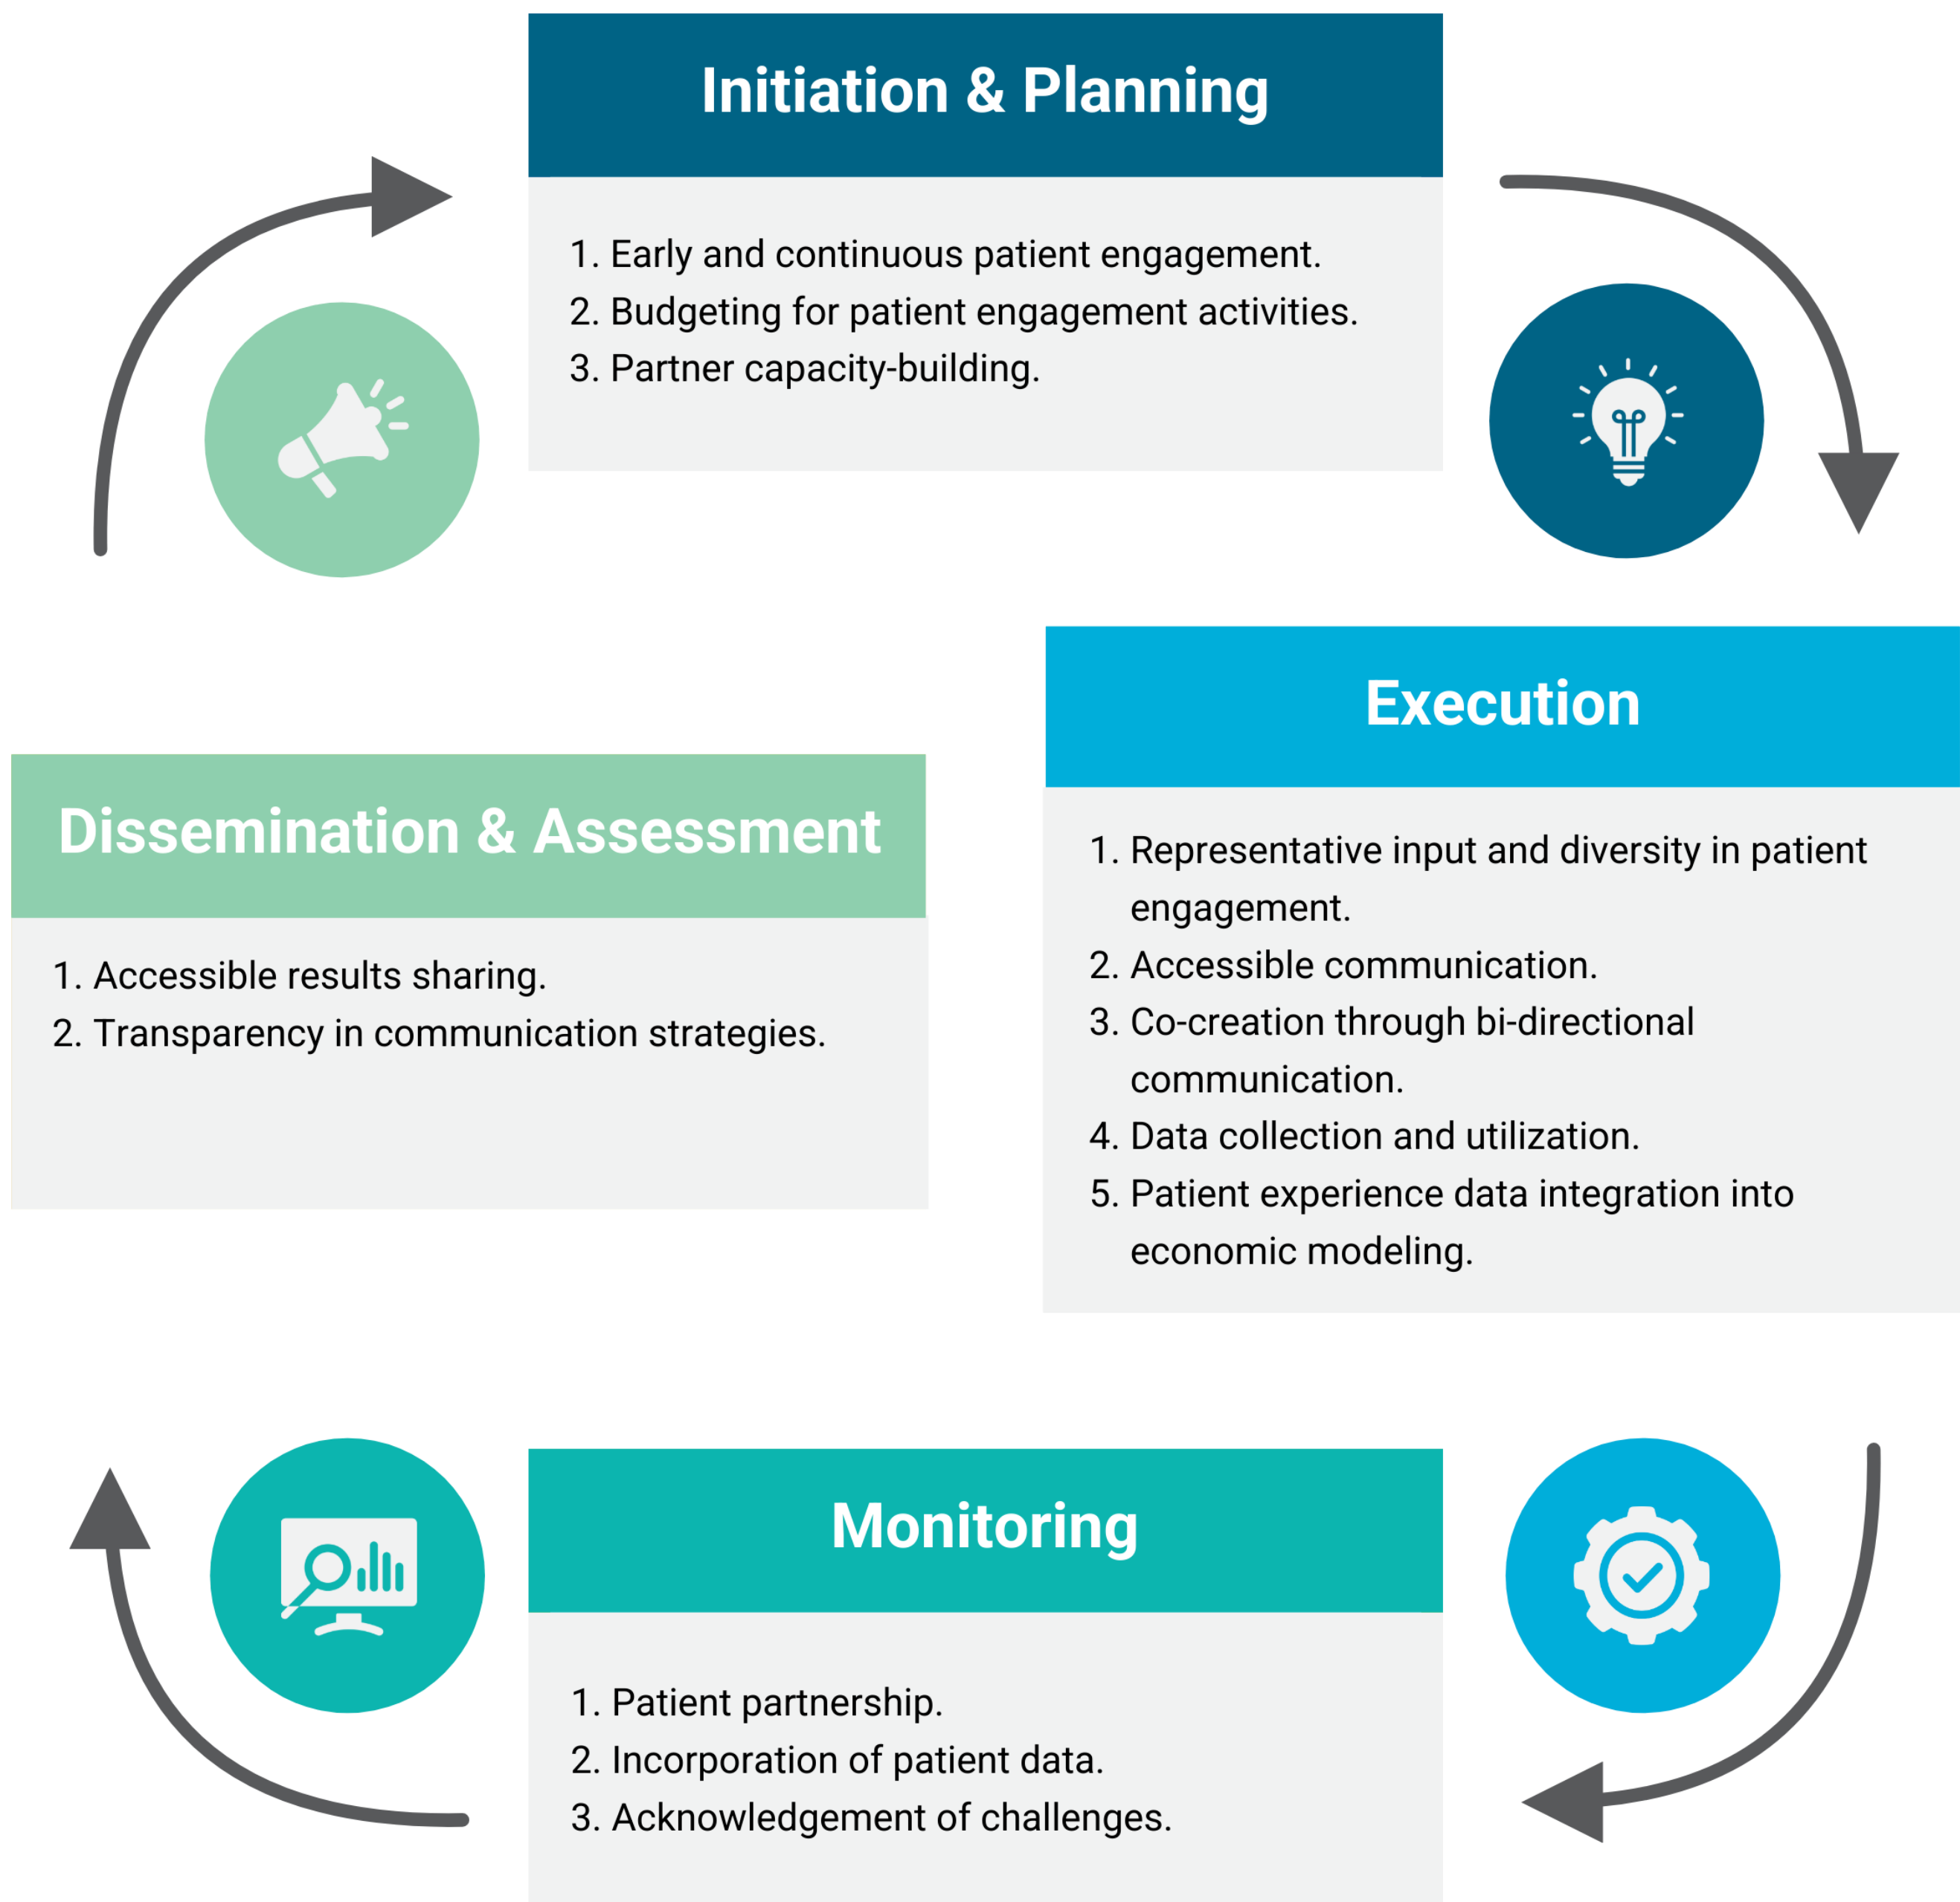 Initiation & Planning
1. Early and continuous patient engagement.
2. Budgeting for patient engagement activities.
3. Partner capacity-building.
Execution
1. Representative input and diversity in patient
engagement.
2. Accessible communication.
3. Co-creation through bi-directional
communication.
4. Data collection and utilization.
5. Patient experience data integration into
economic modeling.
Dissemination & Assessment
1. Accessible results sharing.
2. Transparency in communication strategies.
Monitoring
1. Patient partnership.
2. Incorporation of patient data.
3. Acknowledgement of challenges.